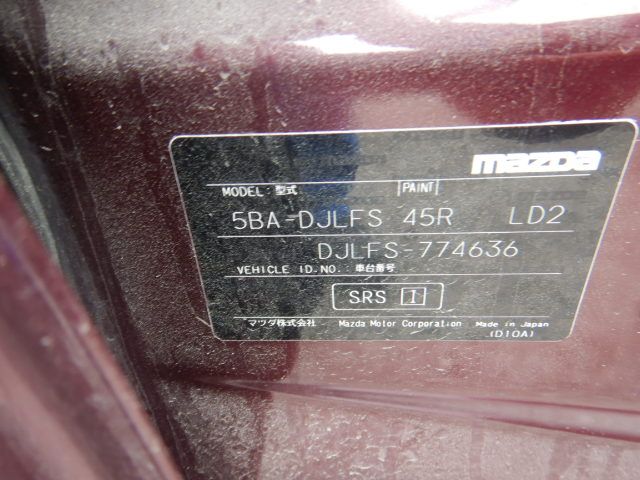 mazda
MODEL:型式 PAINT
5BA-DJLFS 45R LD2
DJLFS-774636
VEHICLE ID.NO.:車台番号
SRS 1
マツダ株式会社 Mazda Motor Corporation Made in Japan
(D10A)